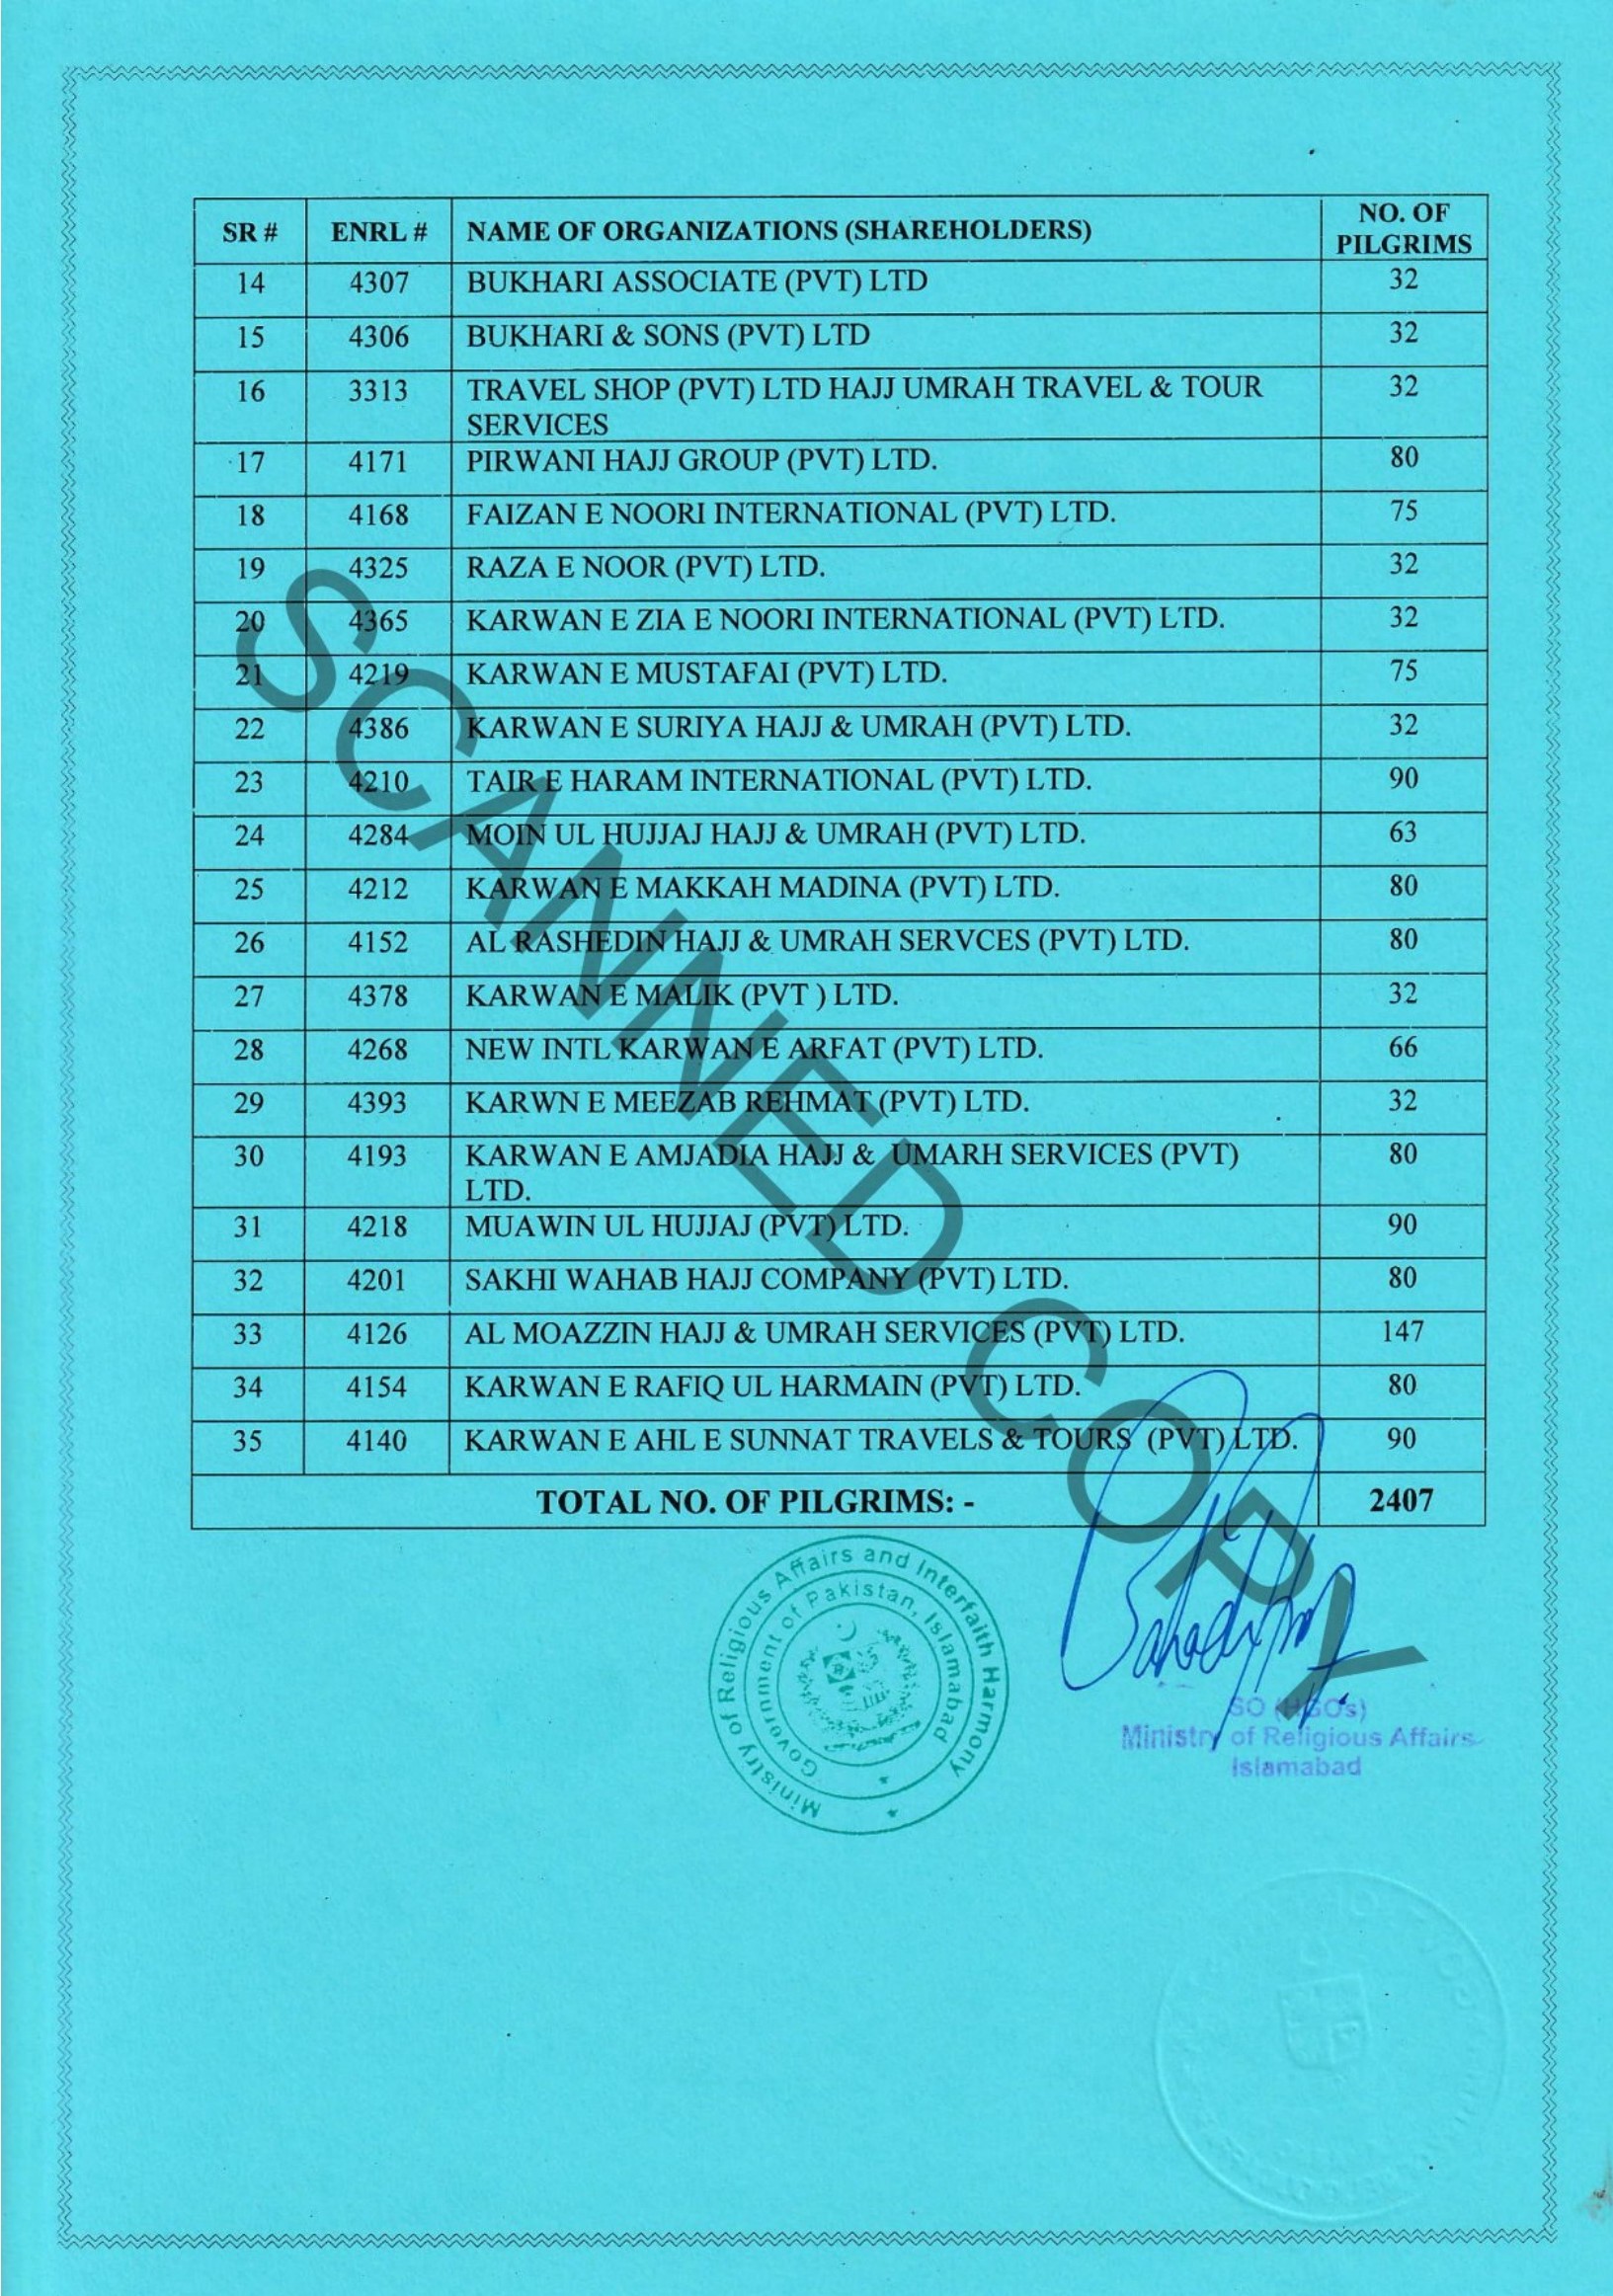 SR # ENRL # NAME OF ORGANIZATIONS (SHAREHOLDERS) NO. OF
PILGRIMS
14 4307 BUKHARI ASSOCIATE (PVT) LTD 32
15 4306 BUKHARI & SONS (PVT) LTD 32
16 3313 TRAVEL SHOP (PVT) LTD HAJJ UMRAH TRAVEL & TOUR 32
SERVICES
17 4171 PIRWANI HAJJ GROUP (PVT) LTD. 80
18 4168 FAIZAN E NOORI INTERNATIONAL (PVT) LTD. 75
19 4325 RAZA E NOOR (PVT) LTD. 32
20 4365 KARWAN E ZIA E NOORI INTERNATIONAL (PVT) LTD. 32
21 4219 KARWAN E MUSTAFAI (PVT) LTD. 75
22 4386 KARWAN E SURIYA HAJJ & UMRAH (PVT) LTD. 32
23 4210 TAIR E HARAM INTERNATIONAL (PVT) LTD. 90
24 4284 MOIN UL HUJJAJ HAJJ & UMRAH (PVT) LTD. 63
25 4212 KARWAN E MAKKAH MADINA (PVT) LTD. 80
26 4152 AL RASHEDIN HAJJ & UMRAH SERVCES (PVT) LTD. 80
27 4378 KARWAN E MALIK (PVT ) LTD. 32
28 4268 NEW INTL KARWAN E ARFAT (PVT) LTD. 66
29 4393 KARWN E MEEZAB REHMAT (PVT) LTD. 32
30 4193 KARWAN E AMJADIA HAJJ & UMARH SERVICES (PVT) 80
LTD.
31 4218 MUAWIN UL HUJJAJ (PVT) LTD. 90
32 4201 SAKHI WAHAB HAJJ COMPANY (PVT) LTD. 80
33 4126 AL MOAZZIN HAJJ & UMRAH SERVICES (PVT) LTD. 147
34 4154 KARWAN E RAFIQ UL HARMAIN (PVT) LTD. 80
35 4140 KARWAN E AHL E SUNNAT TRAVELS & TOURS (PVT) LTD. 90
TOTAL NO. OF PILGRIMS: - 2407
SCANNED COPY
Ministry of Religious Affairs and Interfaith Harmony
Government of Pakistan, Islamabad
SO (HGOs)
Ministry of Religious Affairs
Islamabad